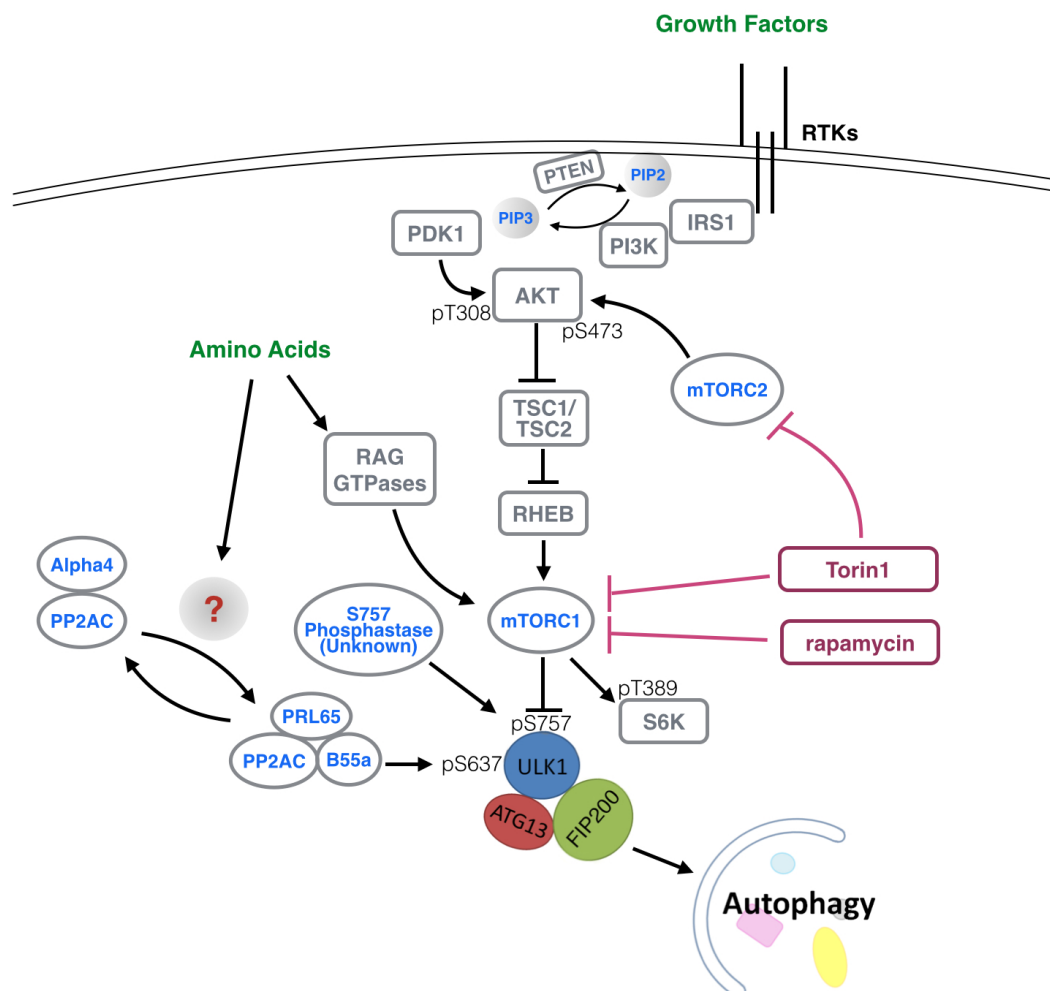 Growth Factors
RTKs
PTEN
PIP2
PIP3
IRS1
PDK1
PI3K
AKT
pT308
pS473
Amino Acids
mTORC2
TSC1/
TSC2
RAG
GTPases
RHEB
Alpha4
Torin1
?
PP2AC
S757
Phosphastase
(Unknown)
mTORC1
rapamycin
pT389
PRL65
pS757
S6K
PP2AC
B55a
pS637
ULK1
ATG13
FIP200
Autophagy